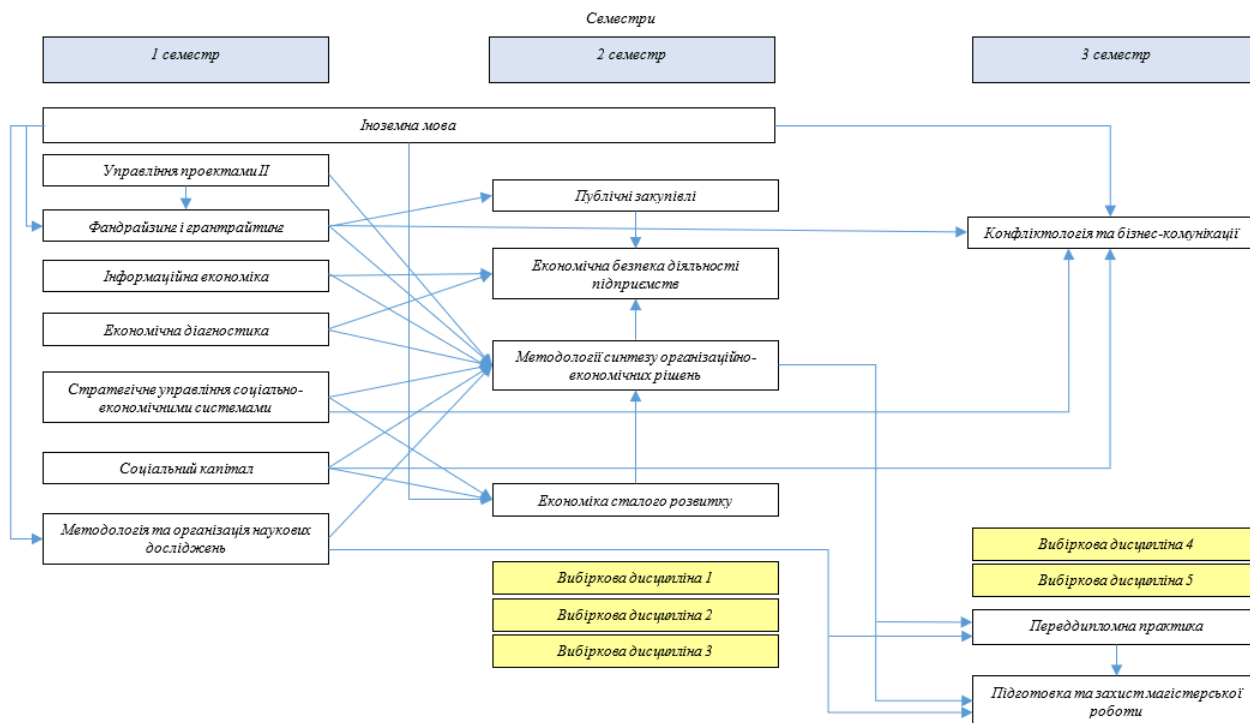 Семестри
1 семестр
2 семестр
3 семестр
Іноземна мова
Управління проектами ІІ
Фандрайзинг і грантрайтинг
Інформаційна економіка
Економічна діагностика
Стратегічне управління соціально-
економічними системами
Соціальний капітал
Методологія та організація наукових
досліджень
Публічні закупівлі
Економічна безпека діяльності
підприємств
Методології синтезу організаційно-
економічних рішень
Економіка сталого розвитку
Вибіркова дисципліна 1
Вибіркова дисципліна 2
Вибіркова дисципліна 3
Конфліктологія та бізнес-комунікації
Вибіркова дисципліна 4
Вибіркова дисципліна 5
Переддипломна практика
Підготовка та захист магістерської
роботи